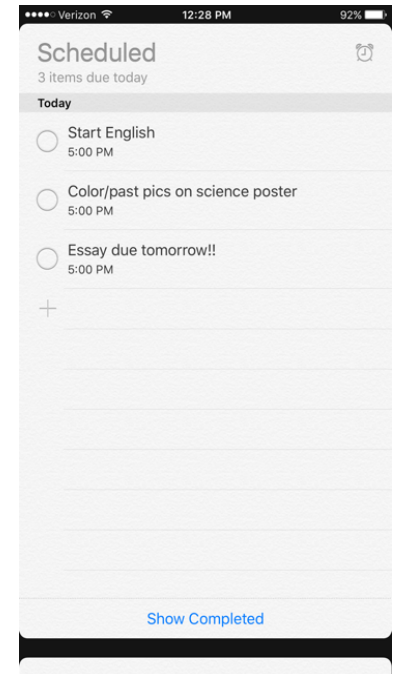 Verizon 12:28 PM 92%
Scheduled
3 items due today
Today
Start English
5:00 PM
Color/past pics on science poster
5:00 PM
Essay due tomorrow!!
5:00 PM
Show Completed